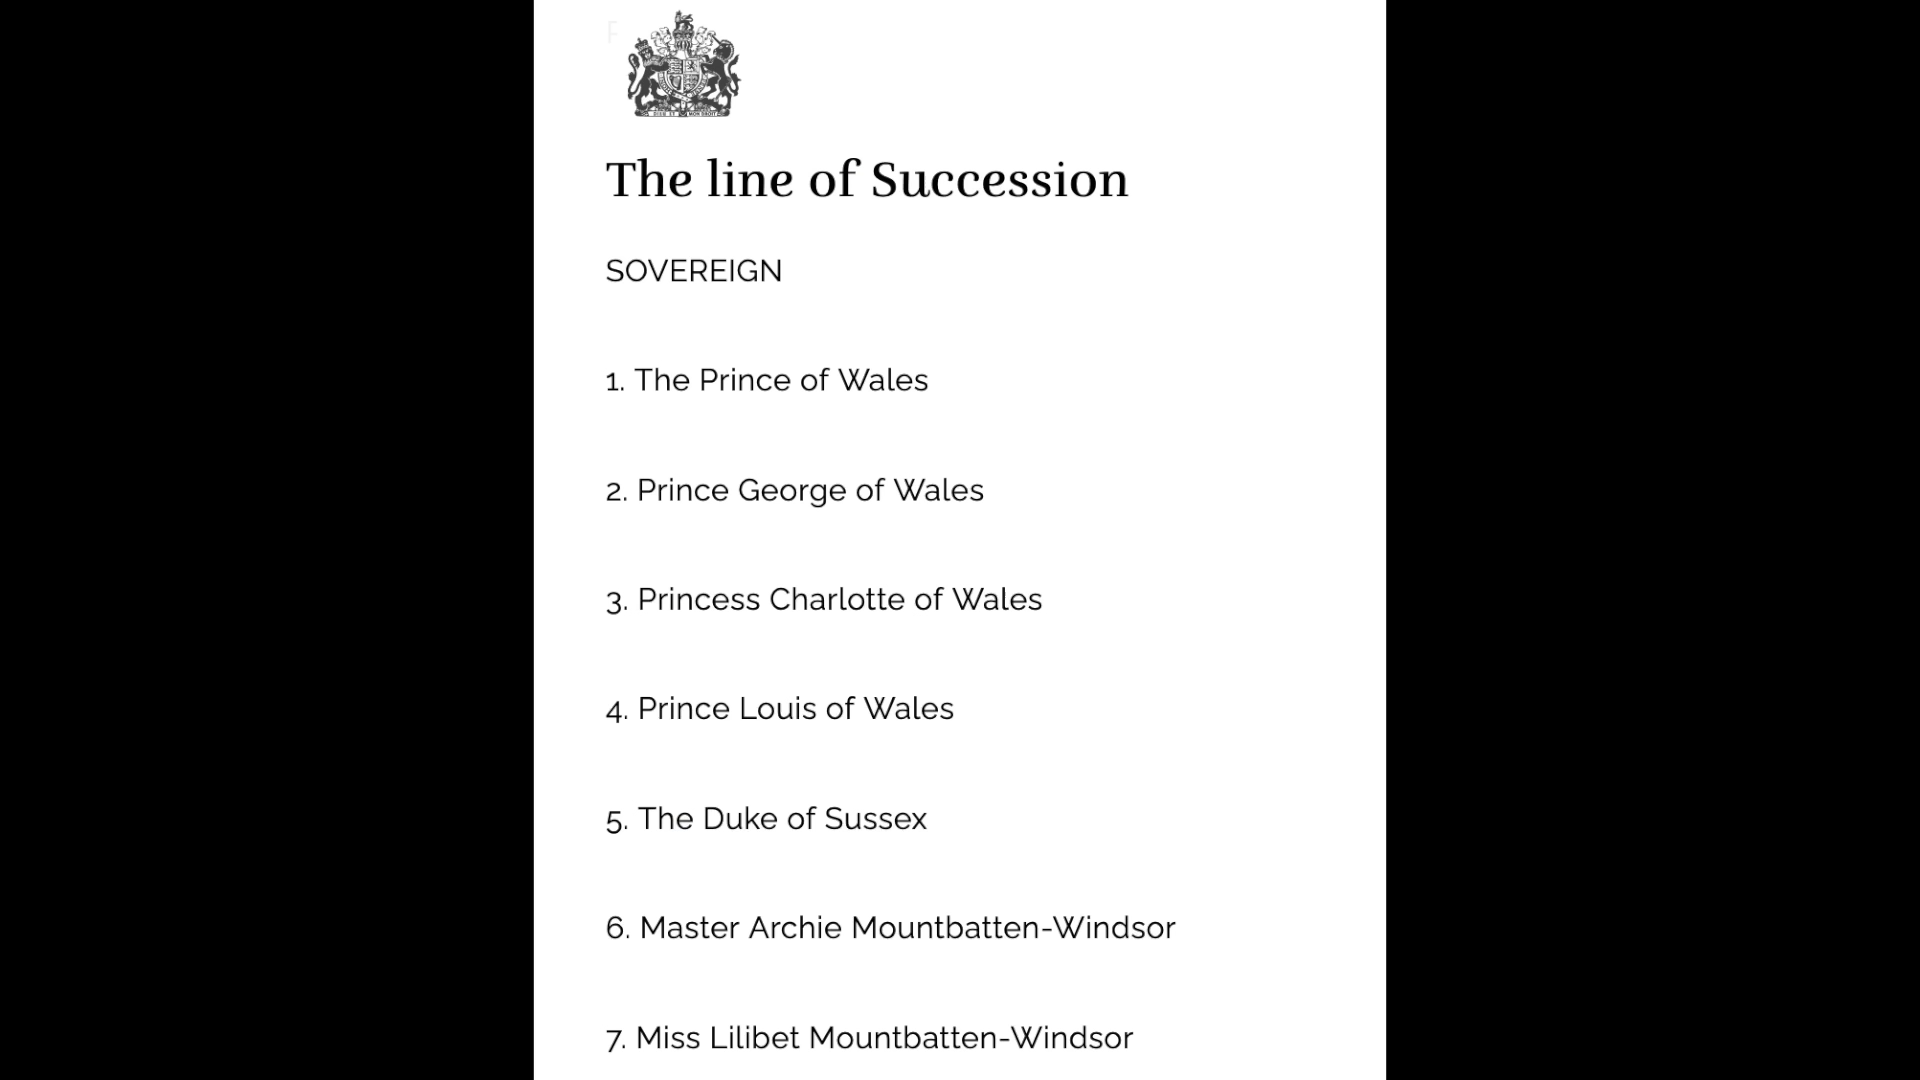 The line of Succession
SOVEREIGN
1. The Prince of Wales
2. Prince George of Wales
3. Princess Charlotte of Wales
4. Prince Louis of Wales
5. The Duke of Sussex
6. Master Archie Mountbatten-Windsor
7. Miss Lilibet Mountbatten-Windsor